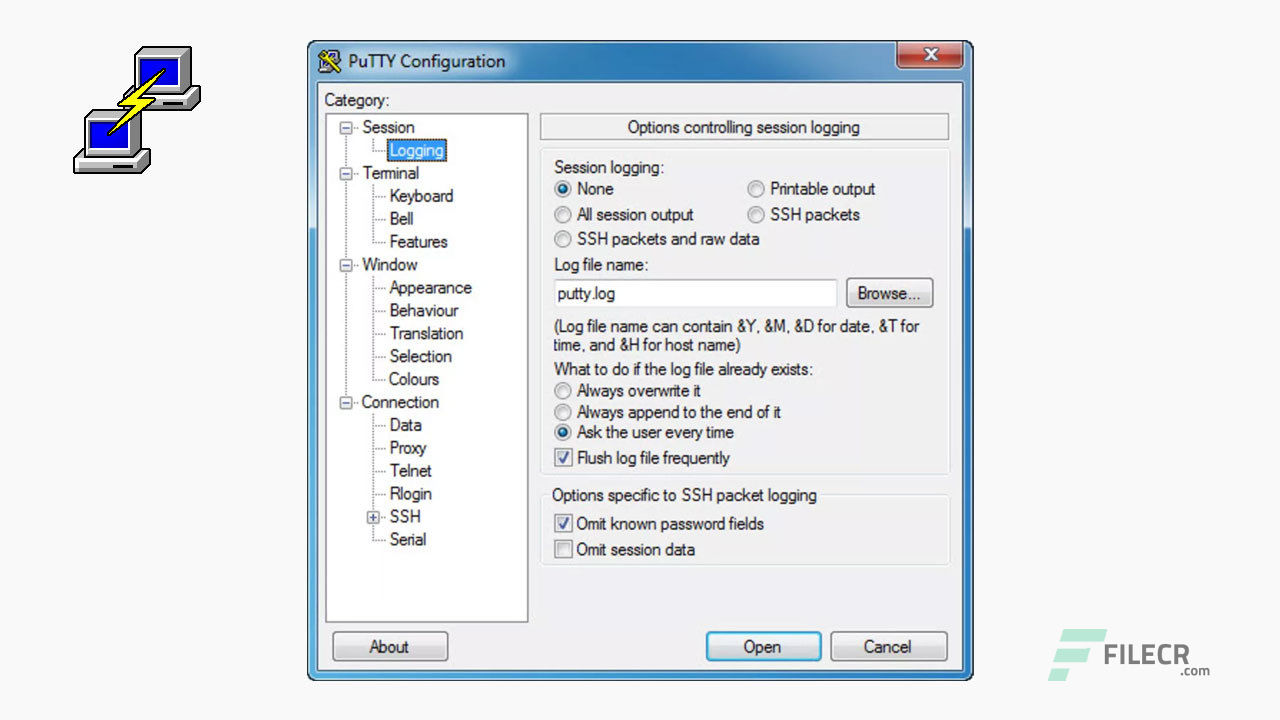 PuTTY Configuration
Category:
Session
Logging
Terminal
Keyboard
Bell
Features
Window
Appearance
Behaviour
Translation
Selection
Colours
Connection
Data
Proxy
Telnet
Rlogin
SSH
Serial
Options controlling session logging
Session logging:
None
Printable output
All session output
SSH packets
SSH packets and raw data
Log file name:
putty.log
Browse...
(Log file name can contain &Y, &M, &D for date, &T for
time, and &H for host name)
What to do if the log file already exists:
Always overwrite it
Always append to the end of it
Ask the user every time
Flush log file frequently
Options specific to SSH packet logging
Omit known password fields
Omit session data
About
Open
Cancel
FILECR
.com